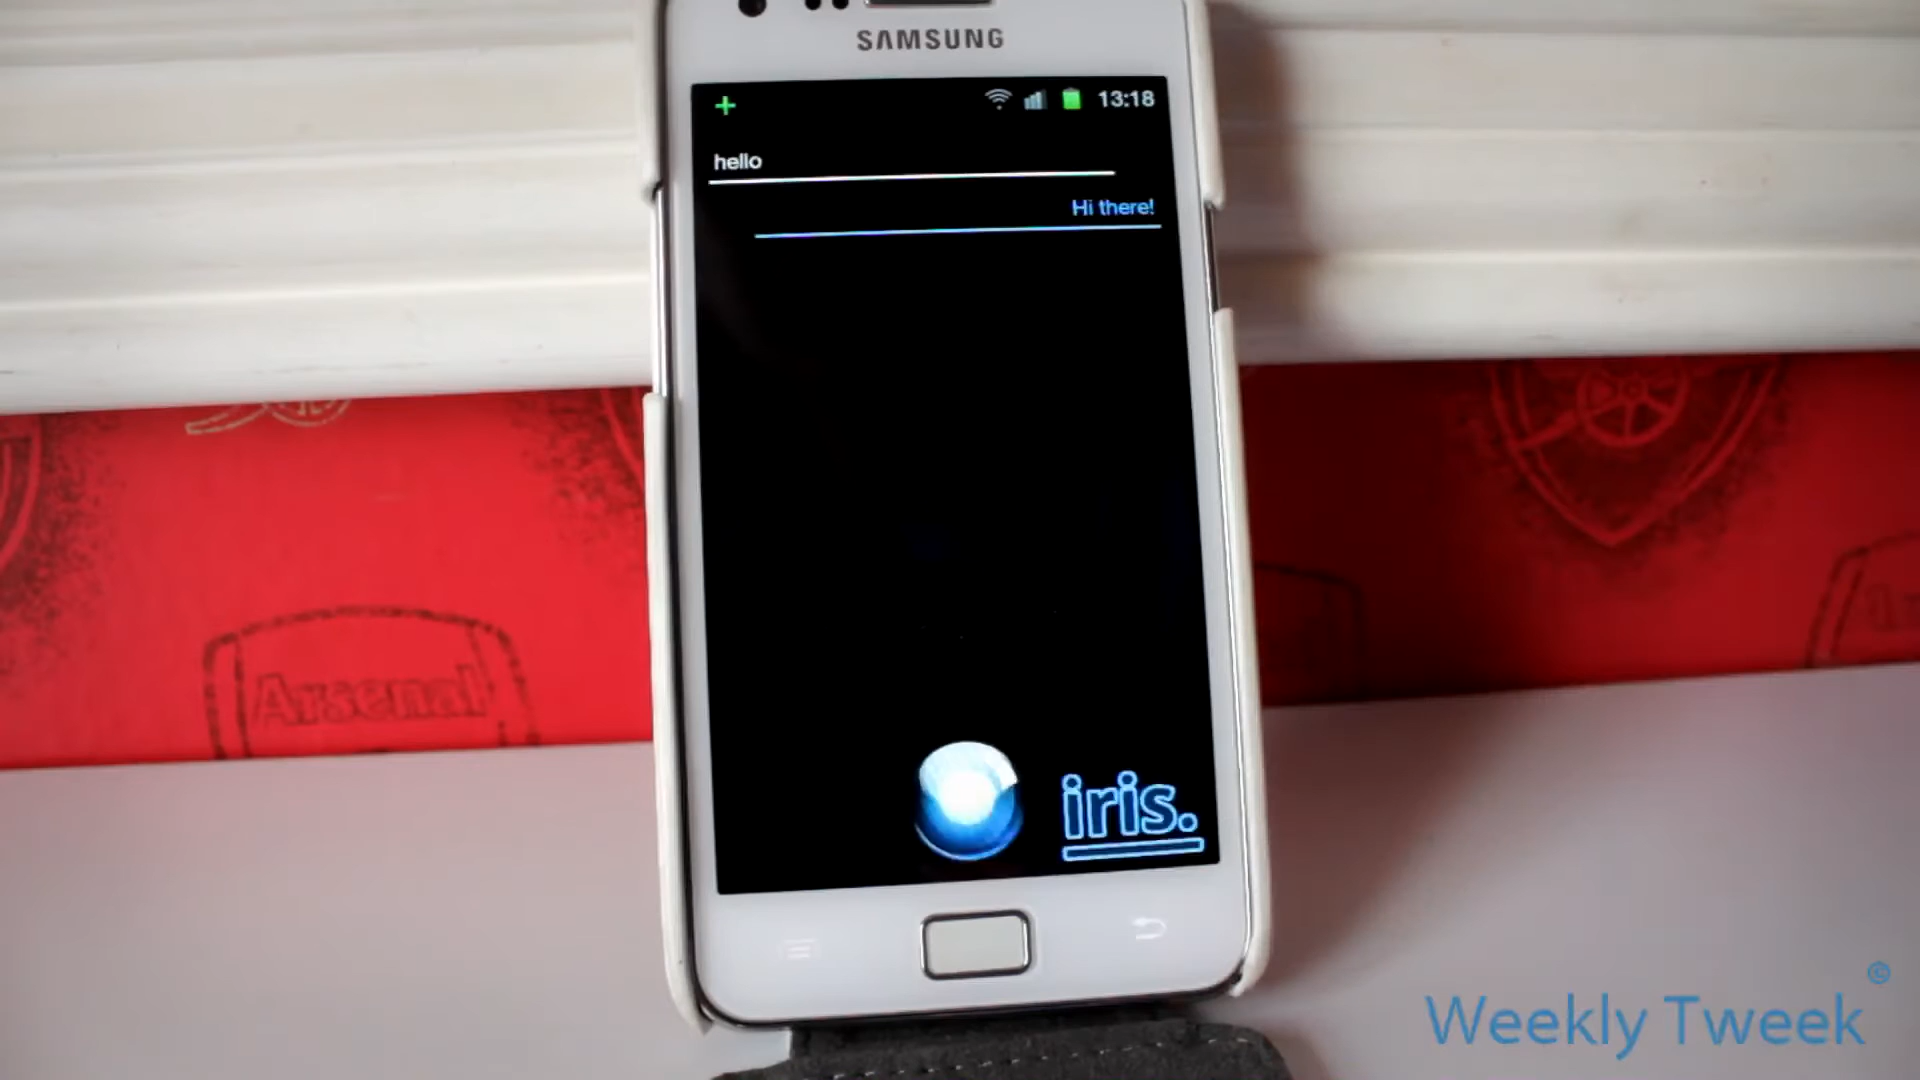 SAMSUNG
13:18
hello
Hi there!
Arsenal
iris.
©
Weekly Tweek